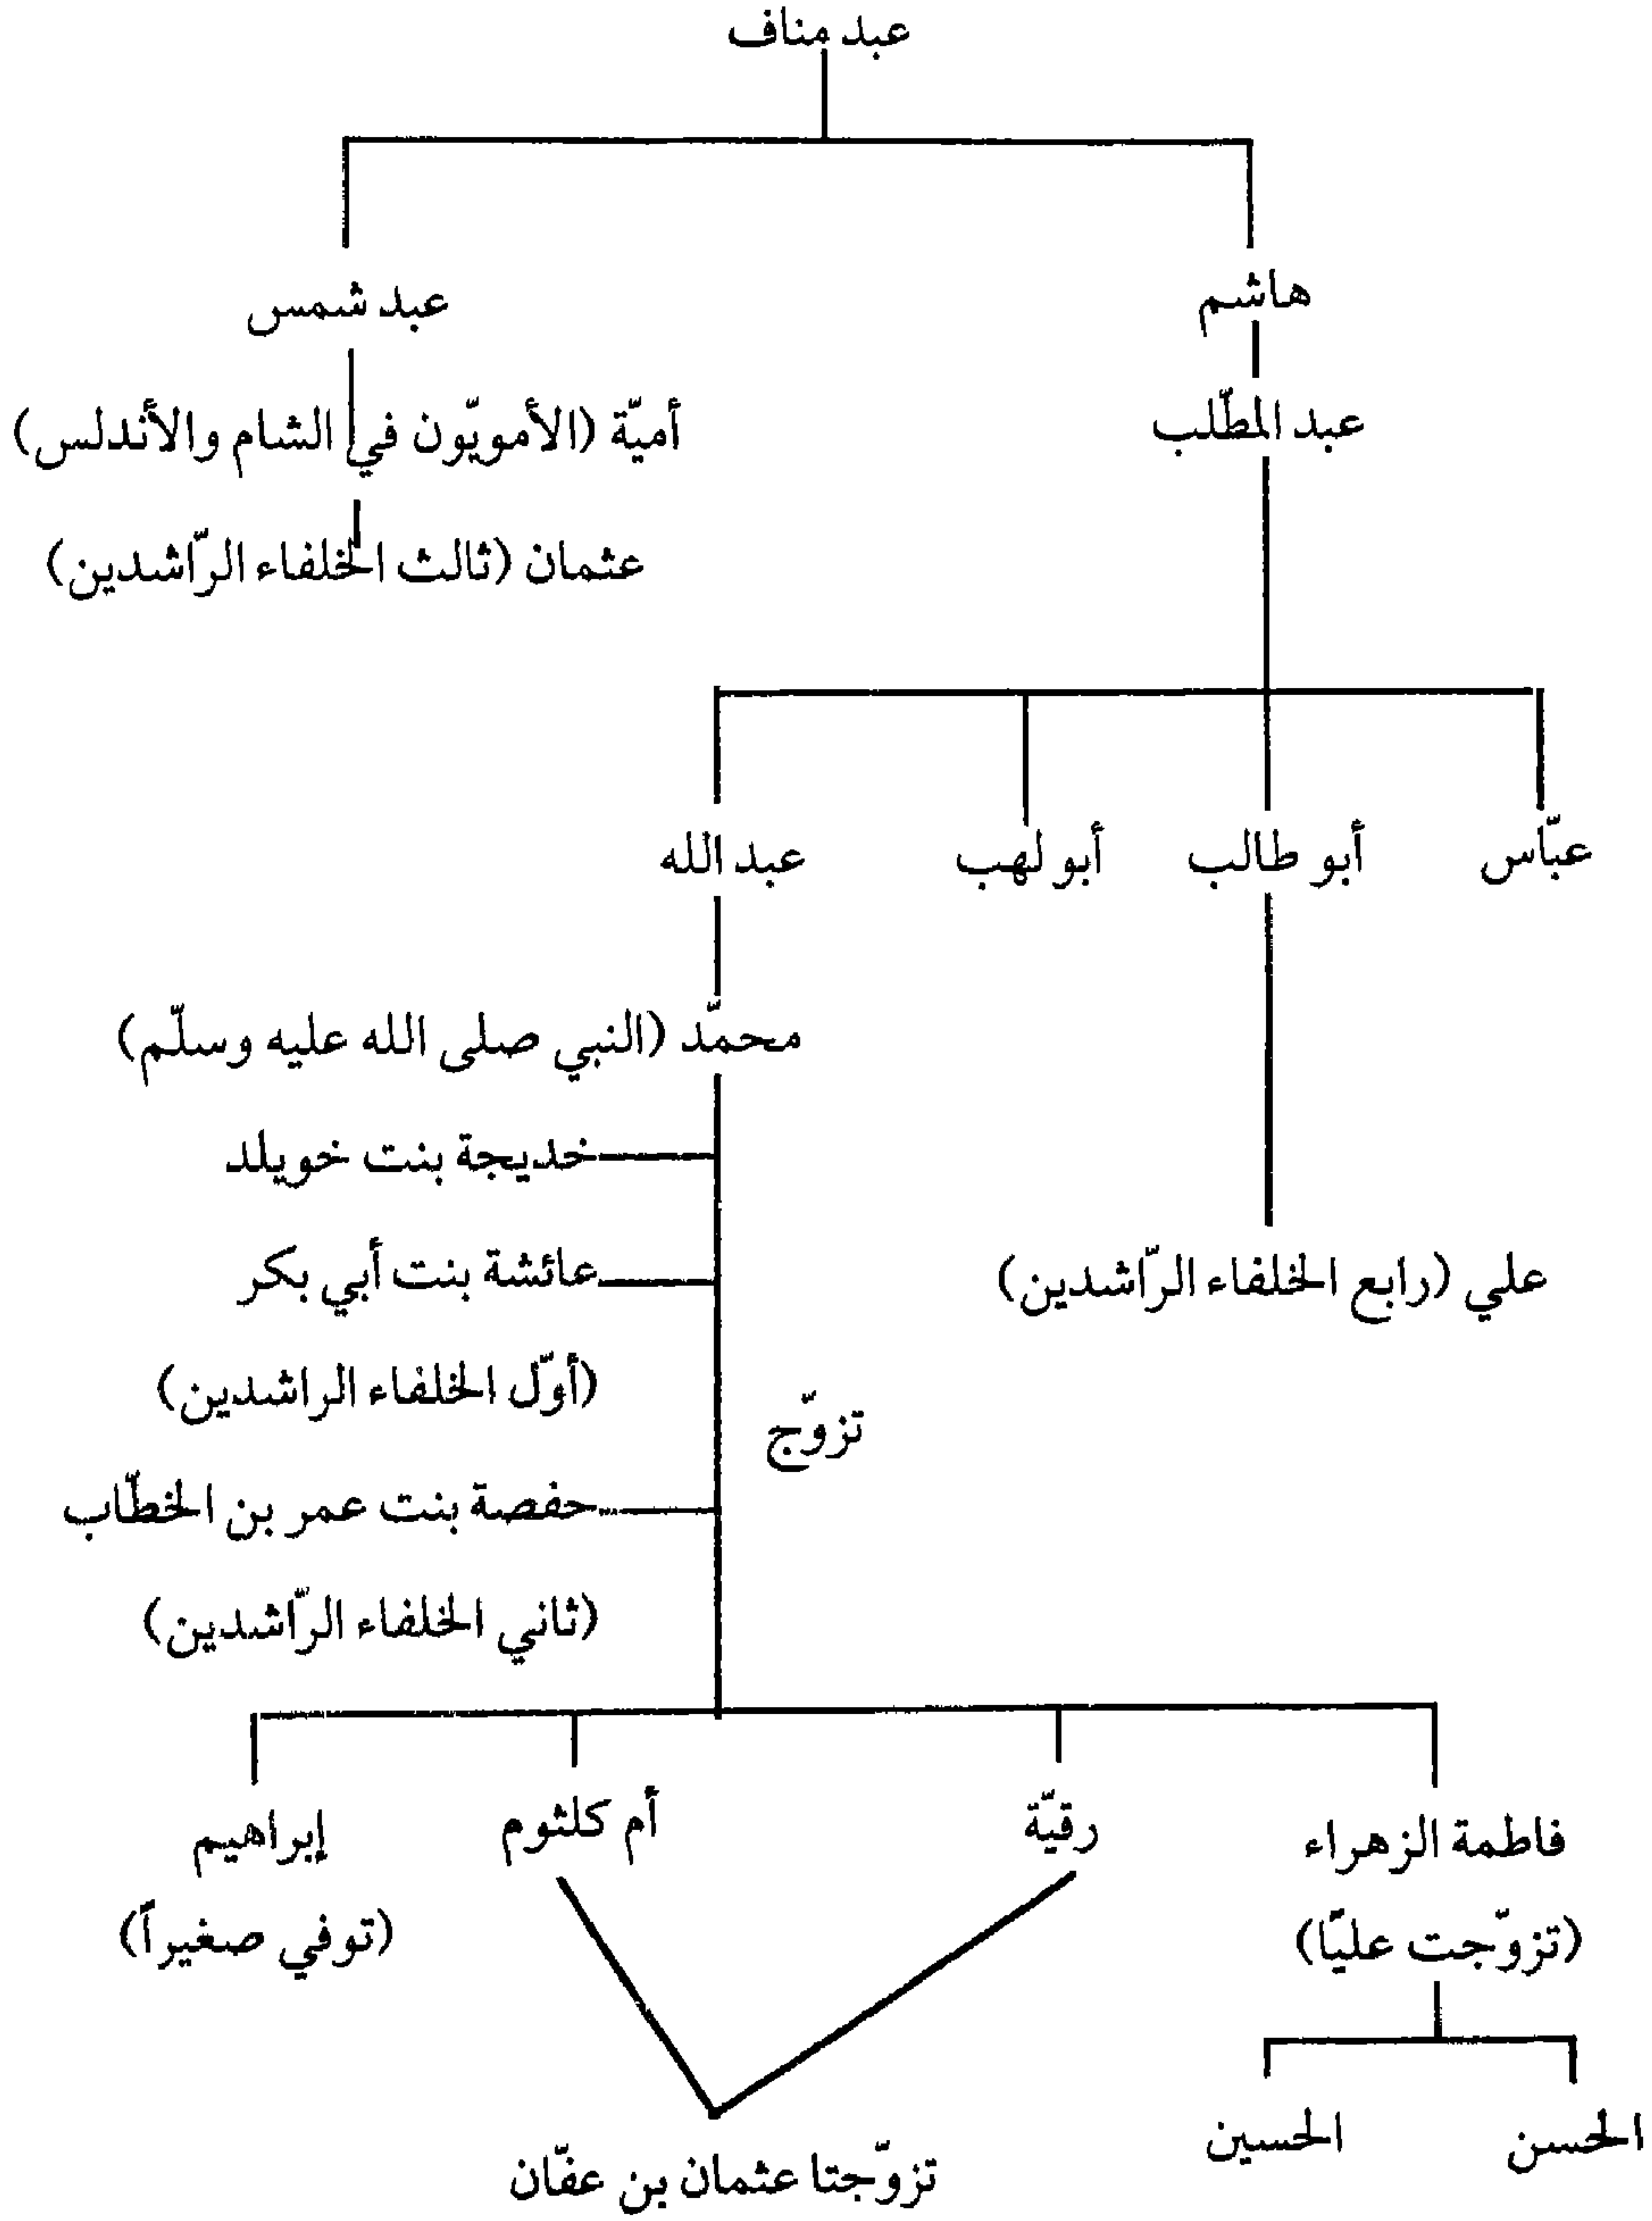 عبد مناف
هاشم
عبد شمس
عبد المطّلب
أميّة (الأمويّون في الشام والأندلس)
عثمان (ثالث الخلفاء الرّاشدين)
عبّاس
أبو طالب
أبو لهب
عبد الله
محمّد (النبي صلى الله عليه وسلّم)
خديجة بنت خويلد
علي (رابع الخلفاء الرّاشدين)
عائشة بنت أبي بكر
(أوّل الخلفاء الراشدين)
تزوّج
حفصة بنت عمر بن الخطّاب
(ثاني الخلفاء الرّاشدين)
فاطمة الزهراء
(تزوّجت عليًّا)
رقيّة
أم كلثوم
إبراهيم
(توفي صغيراً)
الحسن
الحسين
تزوّجتا عثمان بن عفّان